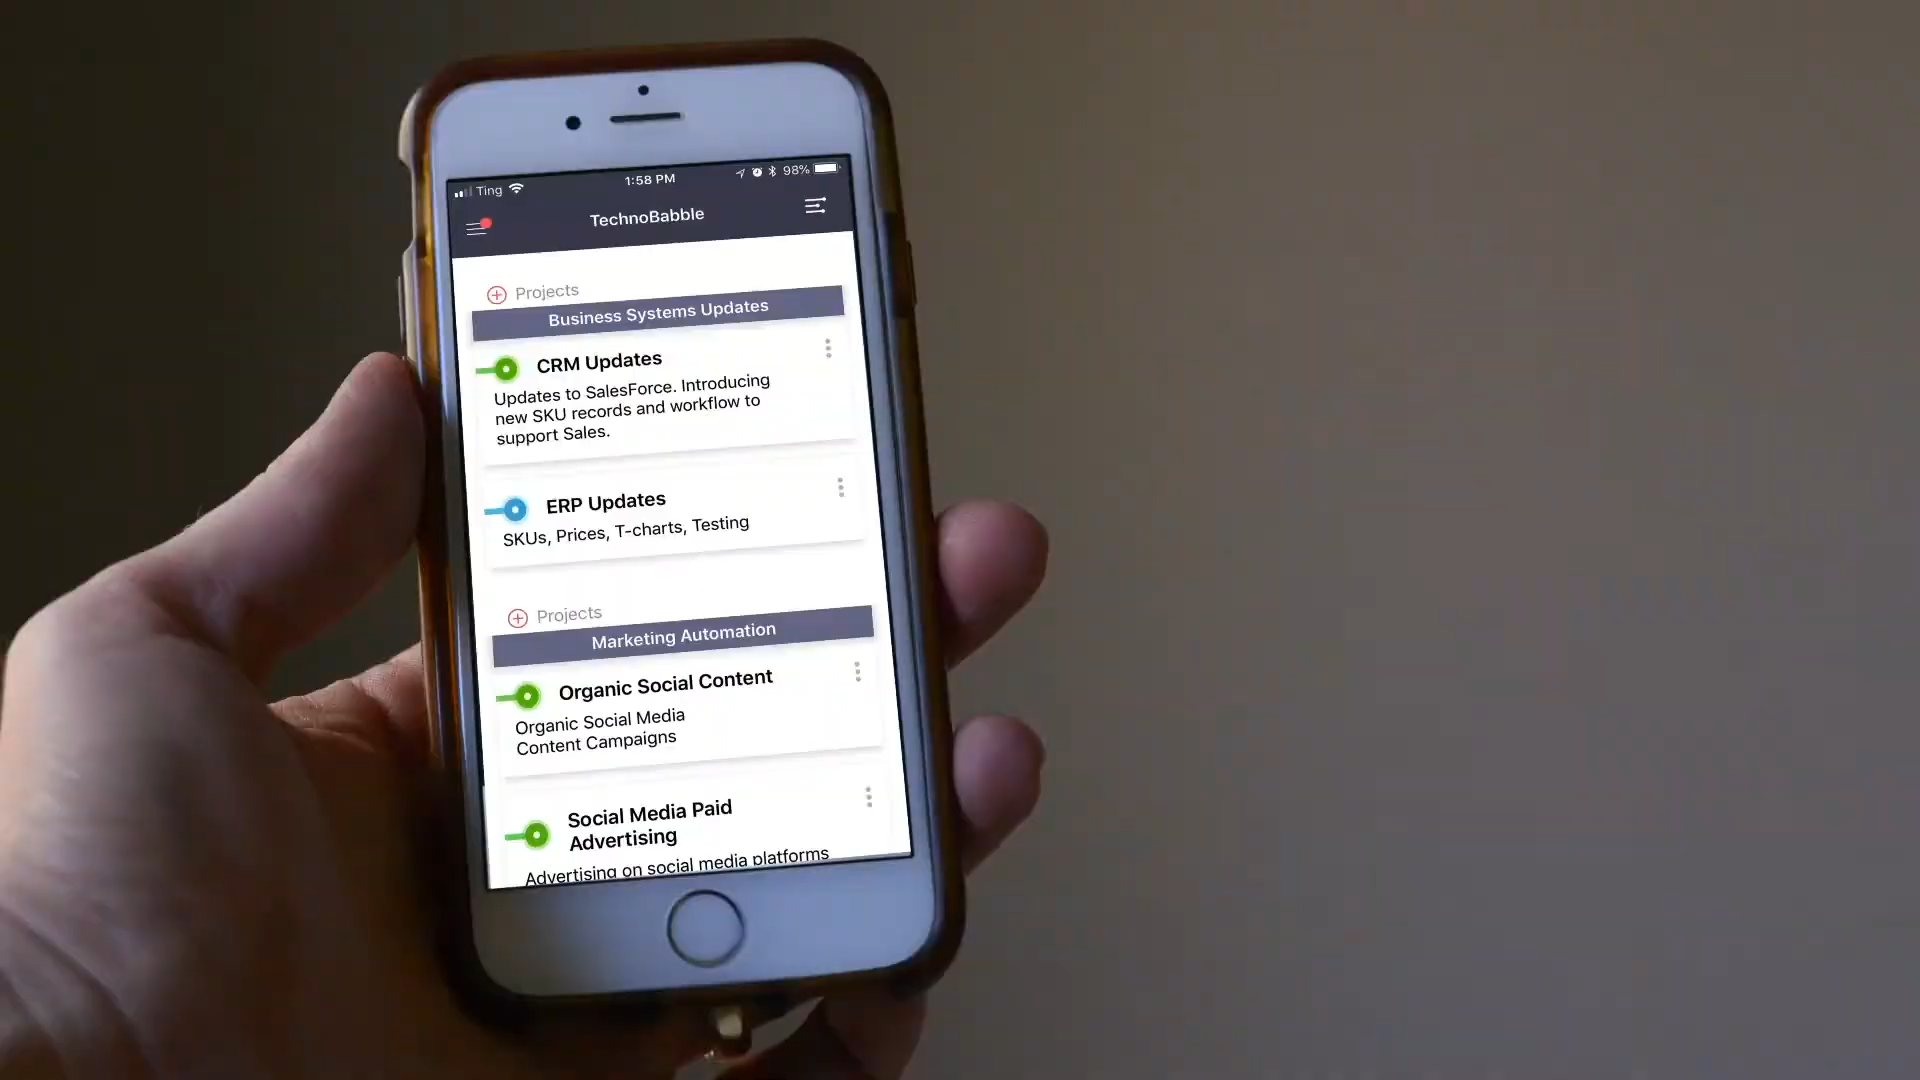 Ting 1:58 PM 98%
TechnoBabble
Projects
Business Systems Updates
CRM Updates
Updates to SalesForce. Introducing
new SKU records and workflow to
support Sales.
ERP Updates
SKUs, Prices, T-charts, Testing
Projects
Marketing Automation
Organic Social Content
Organic Social Media
Content Campaigns
Social Media Paid
Advertising
Advertising on social media platforms